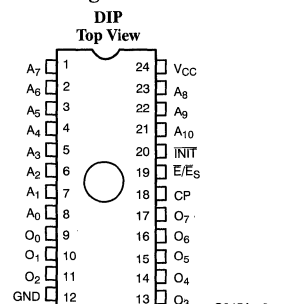 DIP
Top View
A7 1 24 VCC
A6 2 23 A8
A5 3 22 A9
A4 4 21 A10
A3 5 20 INIT
A2 6 19 E/ES
A1 7 18 CP
A0 8 17 O7
O0 9 16 O6
O1 10 15 O5
O2 11 14 O4
GND 12 13 O3